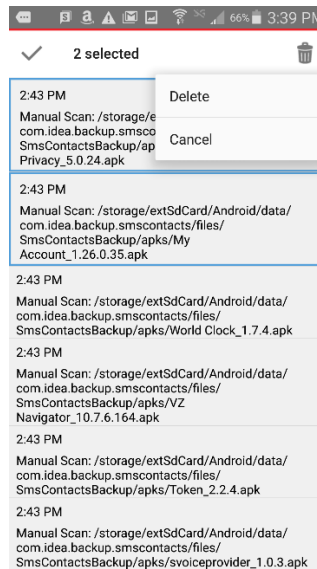 66% 3:39 PM
2 selected
Delete
Cancel
2:43 PM
Manual Scan: /storage/e
com.idea.backup.smsco
SmsContactsBackup/ap
Privacy_5.0.24.apk
2:43 PM
Manual Scan: /storage/extSdCard/Android/data/
com.idea.backup.smscontacts/files/
SmsContactsBackup/apks/My
Account_1.26.0.35.apk
2:43 PM
Manual Scan: /storage/extSdCard/Android/data/
com.idea.backup.smscontacts/files/
SmsContactsBackup/apks/World Clock_1.7.4.apk
2:43 PM
Manual Scan: /storage/extSdCard/Android/data/
com.idea.backup.smscontacts/files/
SmsContactsBackup/apks/VZ
Navigator_10.7.6.164.apk
2:43 PM
Manual Scan: /storage/extSdCard/Android/data/
com.idea.backup.smscontacts/files/
SmsContactsBackup/apks/Token_2.2.4.apk
2:43 PM
Manual Scan: /storage/extSdCard/Android/data/
com.idea.backup.smscontacts/files/
SmsContactsBackup/apks/svoiceprovider_1.0.3.apk